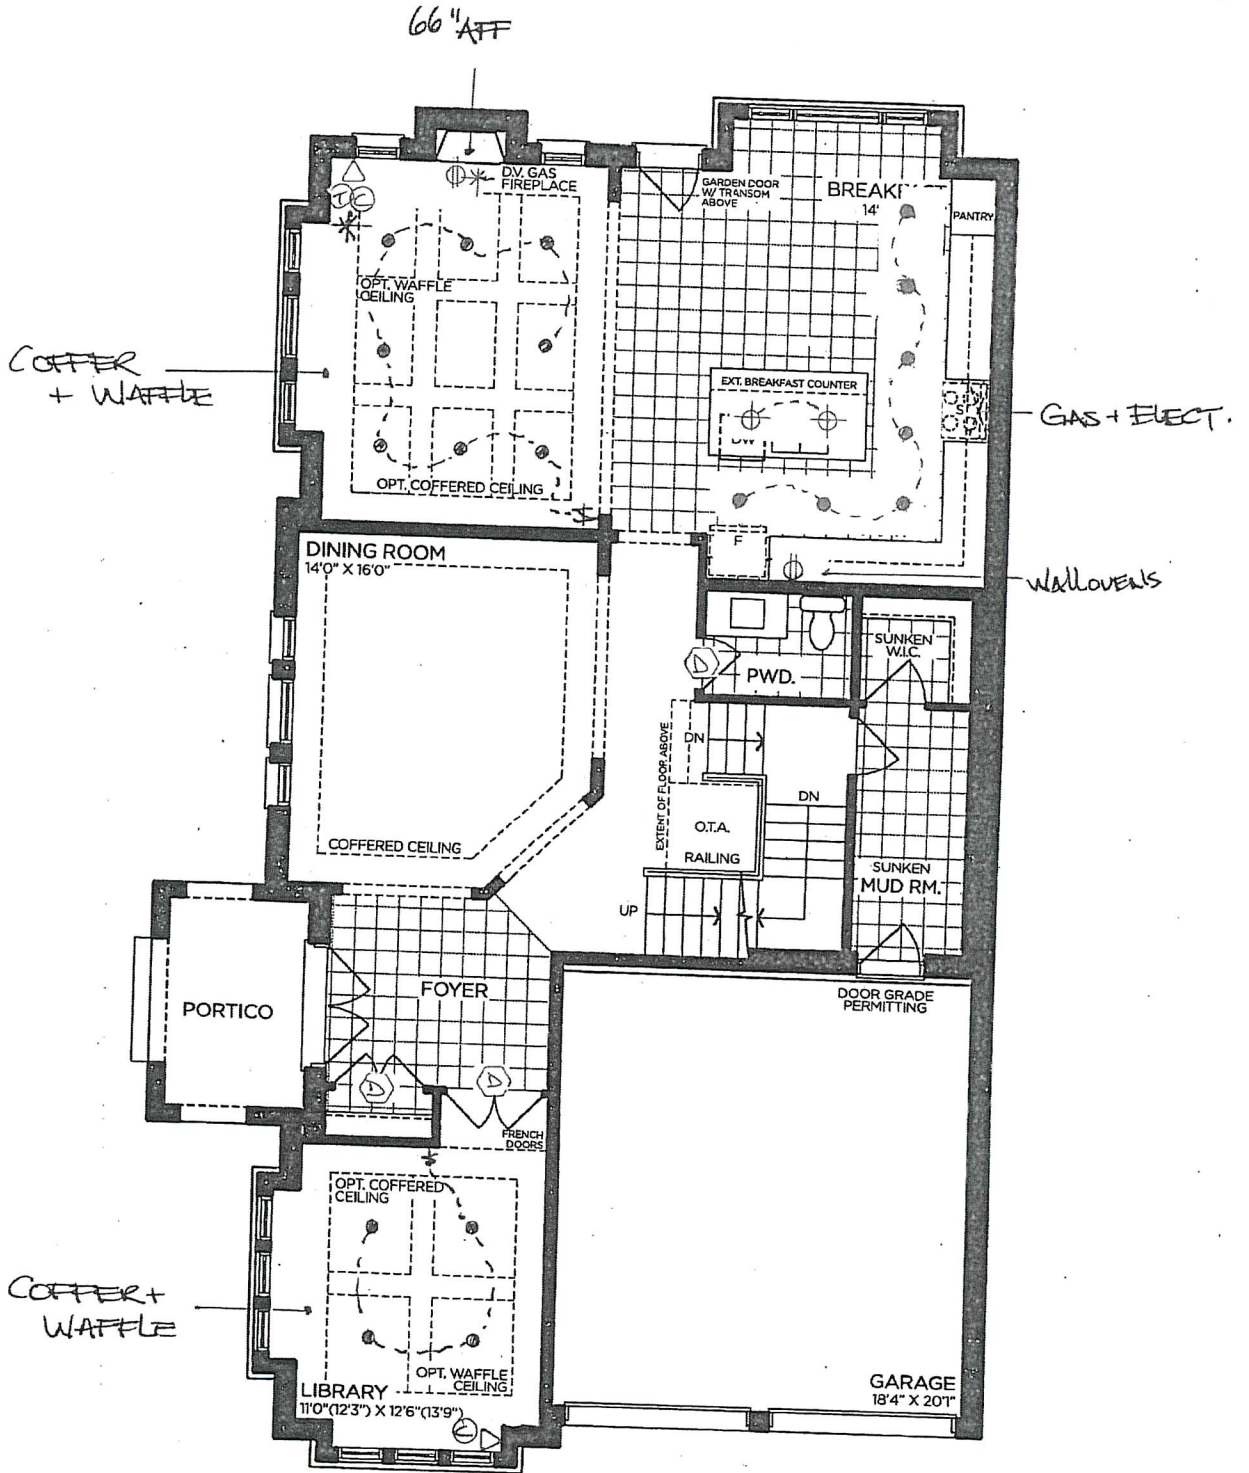 66" AFF
D.V. GAS
FIREPLACE
T C
GARDEN DOOR
W/ TRANSOM
ABOVE
BREAKF
14'
PANTRY
OPT. WAFFLE
CEILING
COFFER
+ WAFFLE
EXT. BREAKFAST COUNTER
DW
S
GAS + ELECT.
OPT. COFFERED CEILING
F
WALLOVENS
DINING ROOM
14'0" X 16'0"
SUNKEN
W.I.C.
D
PWD.
EXTENT OF FLOOR ABOVE
DN
DN
O.T.A.
RAILING
COFFERED CEILING
SUNKEN
MUD RM.
UP
FOYER
PORTICO
DOOR GRADE
PERMITTING
D
D
FRENCH
DOORS
OPT. COFFERED
CEILING
COFFER +
WAFFLE
OPT. WAFFLE
CEILING
LIBRARY
11'0"(12'3") X 12'6"(13'9")
GARAGE
18'4" X 20'1"